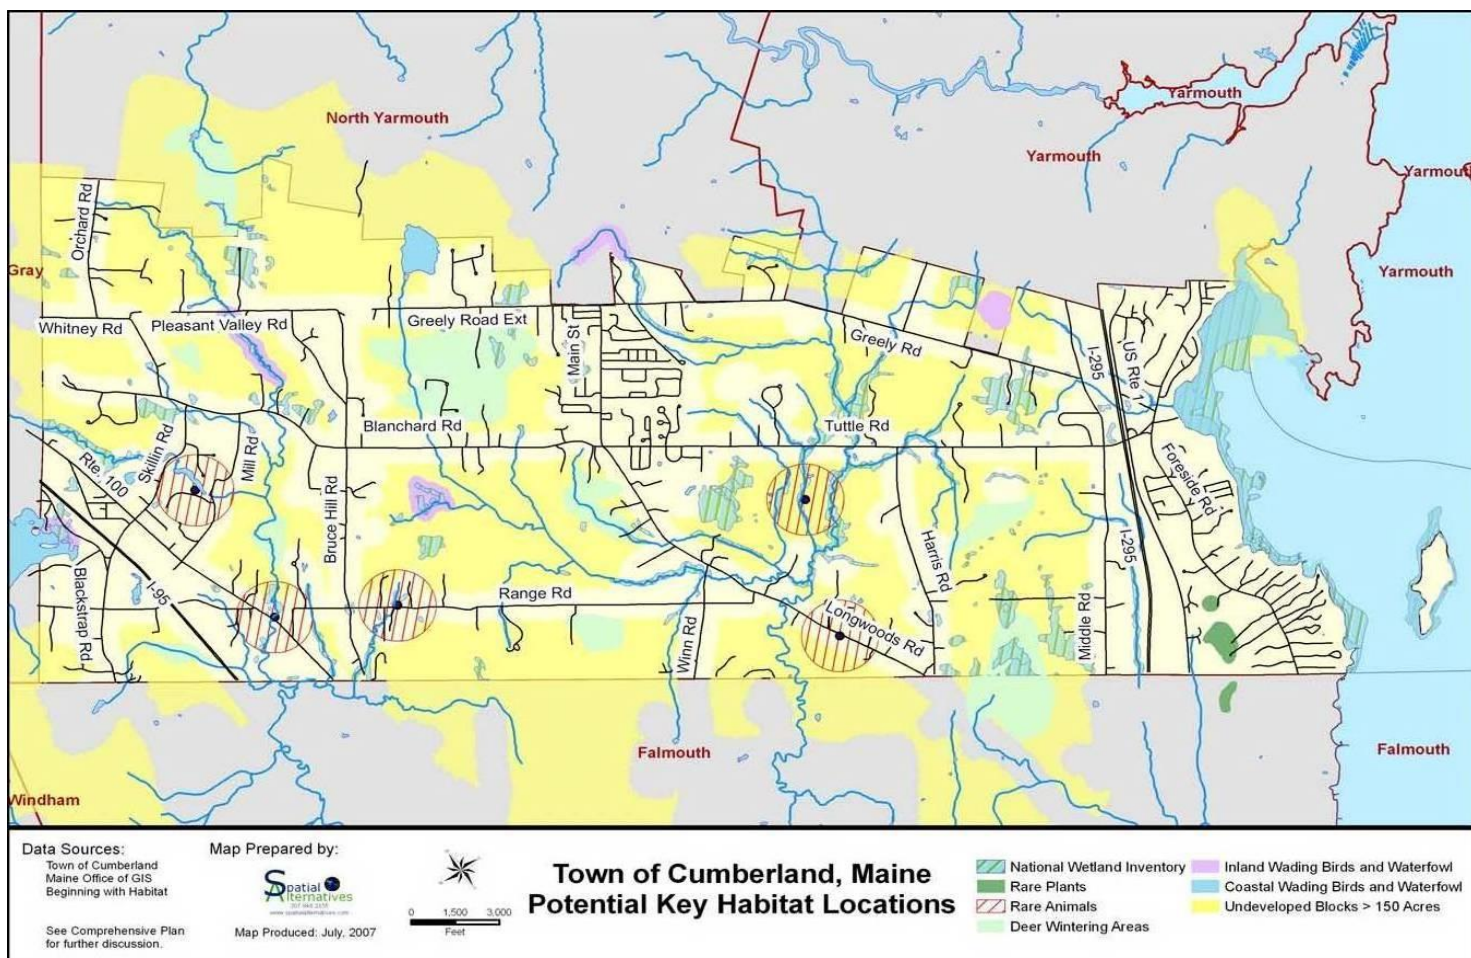 North Yarmouth
Yarmouth
Yarmouth
Yarmouth
Yarmouth
Gray
Orchard Rd
Whitney Rd
Pleasant Valley Rd
Greely Road Ext
Main St
Greely Rd
I-295
US Rte 1
Blanchard Rd
Tuttle Rd
Skillin Rd
Mill Rd
Rte. 100
Bruce Hill Rd
Foreside Rd
Harris Rd
I-295
Blackstrap Rd
I-95
Range Rd
Winn Rd
Longwoods Rd
Middle Rd
Falmouth
Falmouth
Windham
Data Sources:
Town of Cumberland
Maine Office of GIS
Beginning with Habitat
See Comprehensive Plan
for further discussion.
Map Prepared by:
Spatial
Alternatives
www.spatialalternatives.com
Map Produced: July, 2007
0 1,500 3,000
Feet
Town of Cumberland, Maine
Potential Key Habitat Locations
National Wetland Inventory
Rare Plants
Rare Animals
Deer Wintering Areas
Inland Wading Birds and Waterfowl
Coastal Wading Birds and Waterfowl
Undeveloped Blocks > 150 Acres